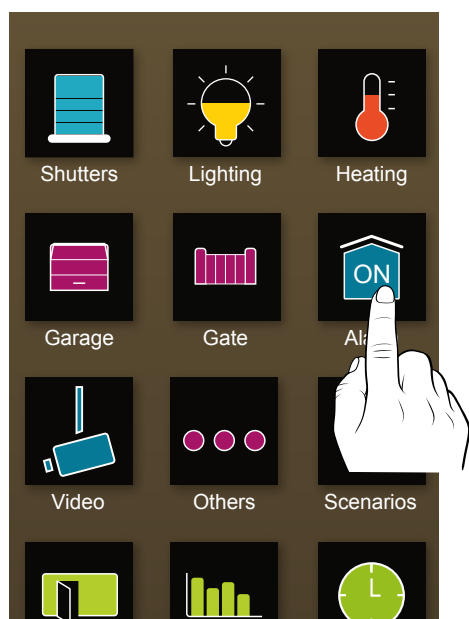 Shutters
Lighting
Heating
ON
Garage
Gate
Video
Others
Scenarios